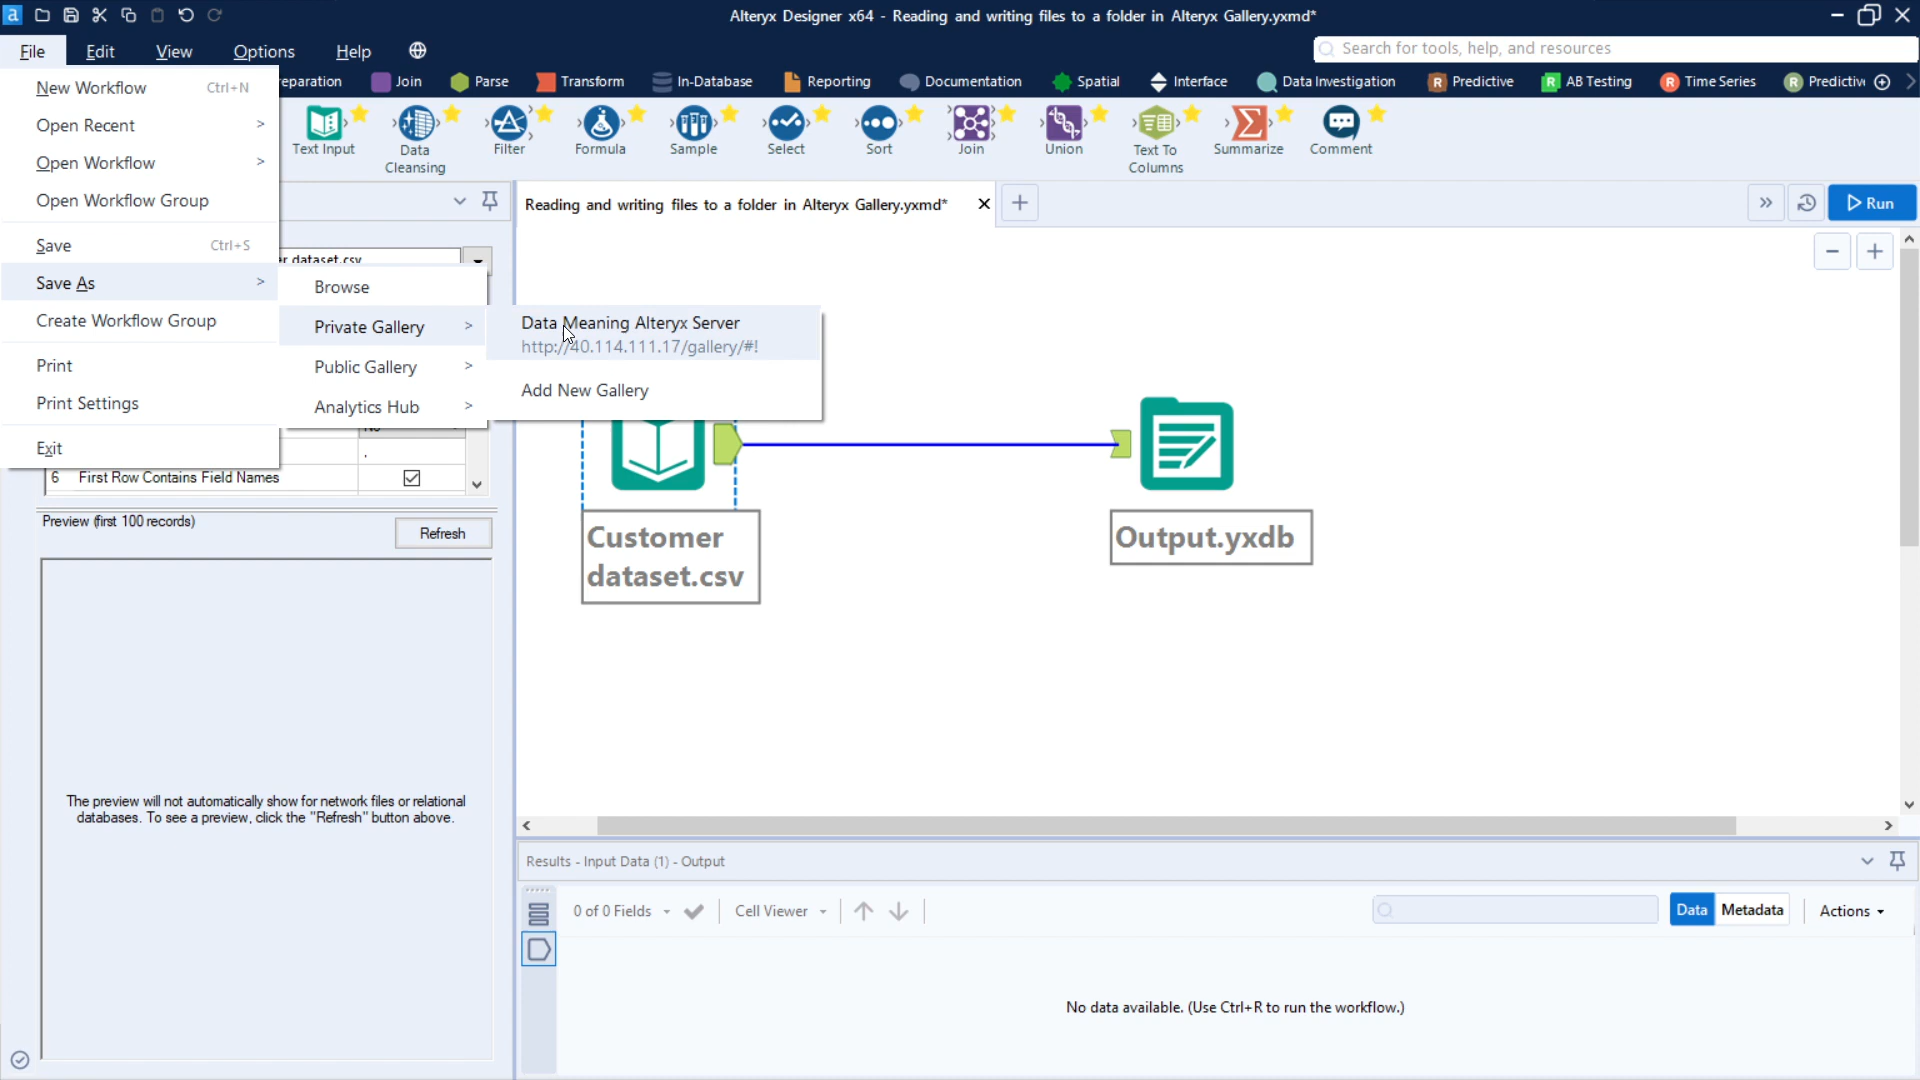 a
Alteryx Designer x64 - Reading and writing files to a folder in Alteryx Gallery.yxmd*
File Edit View Options Help
Search for tools, help, and resources
reparation Join Parse Transform In-Database Reporting Documentation Spatial Interface Data Investigation Predictive AB Testing Time Series Predictiv
Text Input
Data
Cleansing
Filter
Formula
Sample
Select
Sort
Join
Union
Text To
Columns
Summarize
Comment
New Workflow Ctrl+N
Open Recent >
Open Workflow >
Open Workflow Group
Save Ctrl+S
Save As >
Create Workflow Group
Print
Print Settings
Exit
r dataset.csv
Browse
Private Gallery >
Public Gallery >
Analytics Hub >
Data Meaning Alteryx Server
http://40.114.111.17/gallery/#!
Add New Gallery
6 First Row Contains Field Names
Preview (first 100 records)
Refresh
The preview will not automatically show for network files or relational
databases. To see a preview, click the "Refresh" button above.
Reading and writing files to a folder in Alteryx Gallery.yxmd*
Run
Customer
dataset.csv
Output.yxdb
Results - Input Data (1) - Output
0 of 0 Fields Cell Viewer Data Metadata Actions
No data available. (Use Ctrl+R to run the workflow.)